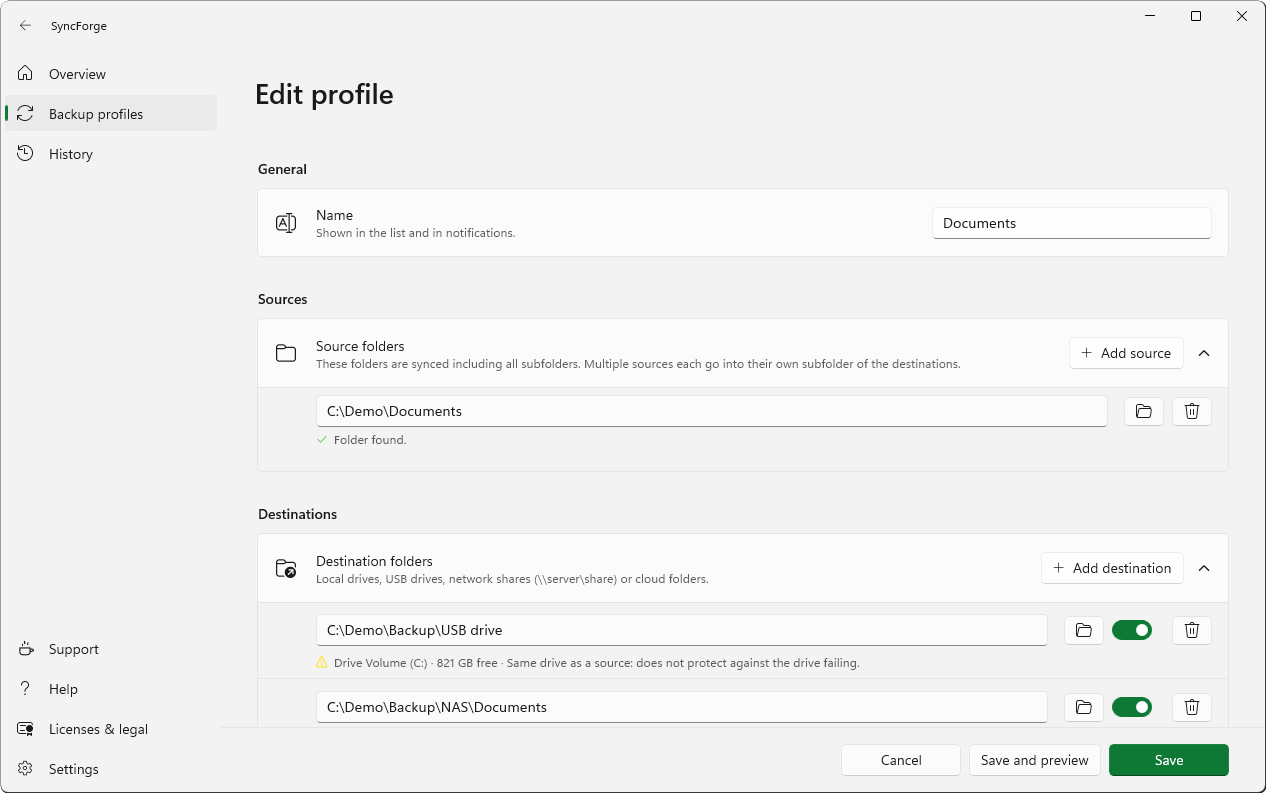 SyncForge
Overview
Backup profiles
History
Support
Help
Licenses & legal
Settings
Edit profile
General
Name
Shown in the list and in notifications.
Documents
Sources
Source folders
These folders are synced including all subfolders. Multiple sources each go into their own subfolder of the destinations.
Add source
C:\Demo\Documents
Folder found.
Destinations
Destination folders
Local drives, USB drives, network shares (\\server\share) or cloud folders.
Add destination
C:\Demo\Backup\USB drive
Drive Volume (C:) · 821 GB free · Same drive as a source: does not protect against the drive failing.
C:\Demo\Backup\NAS\Documents
Cancel
Save and preview
Save